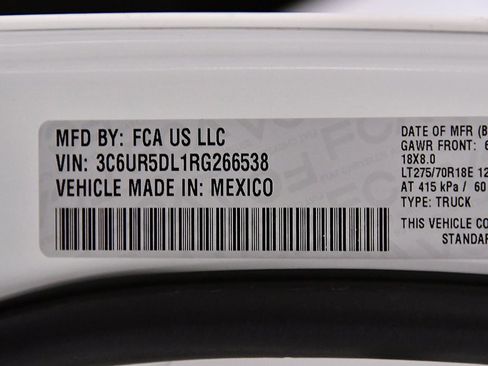 MFD BY: FCA US LLC
VIN: 3C6UR5DL1RG266538
VEHICLE MADE IN: MEXICO
DATE OF MFR
GAWR FRONT:
18X8.0
LT275/70R18E
AT 415 kPa / 60
TYPE: TRUCK
THIS VEHICLE